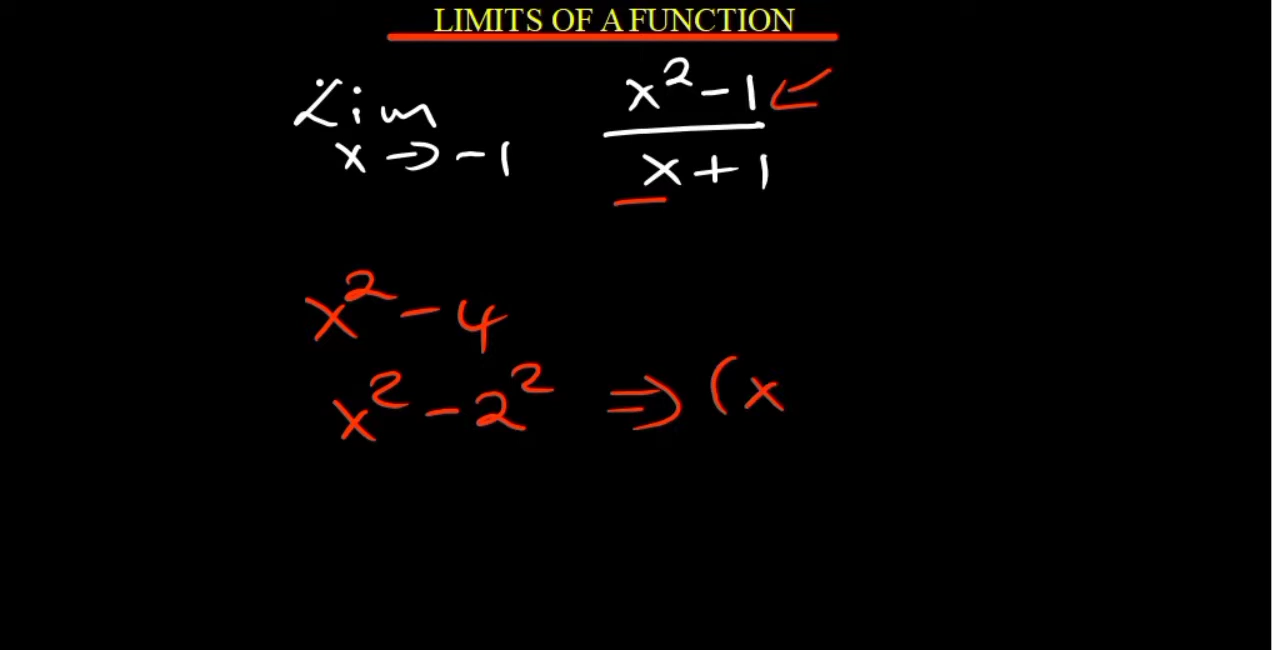 LIMITS OF A FUNCTION
Lim x² - 1
x → -1 x + 1
x² - 4
x² - 2² ⇒ (x